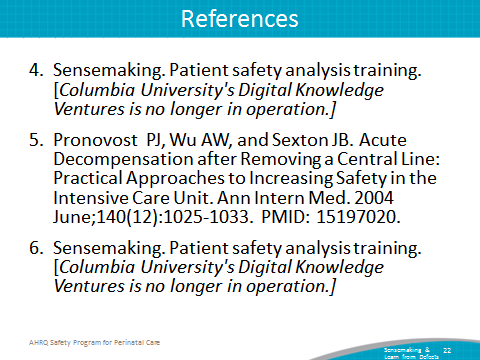 References
4. Sensemaking. Patient safety analysis training.
[Columbia University's Digital Knowledge
Ventures is no longer in operation.]
5. Pronovost PJ, Wu AW, and Sexton JB. Acute
Decompensation after Removing a Central Line:
Practical Approaches to Increasing Safety in the
Intensive Care Unit. Ann Intern Med. 2004
June;140(12):1025-1033. PMID: 15197020.
6. Sensemaking. Patient safety analysis training.
[Columbia University's Digital Knowledge
Ventures is no longer in operation.]
AHRQ Safety Program for Perinatal Care
Sensemaking & 22
Learn from Defects